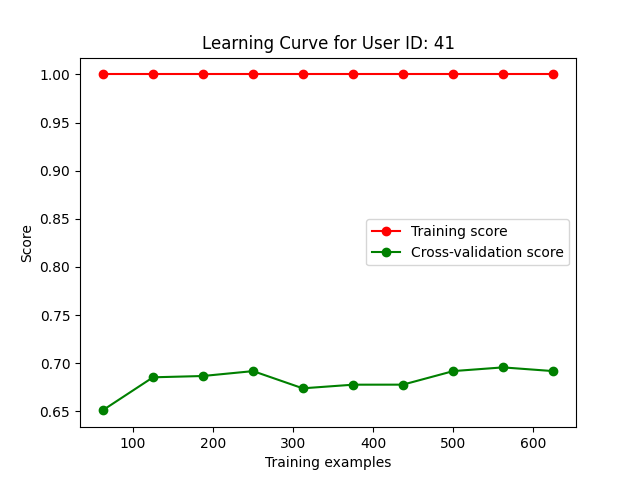 Learning Curve for User ID: 41
1.00
0.95
0.90
0.85
0.80
0.75
0.70
0.65
Score
Training score
Cross-validation score
100 200 300 400 500 600
Training examples